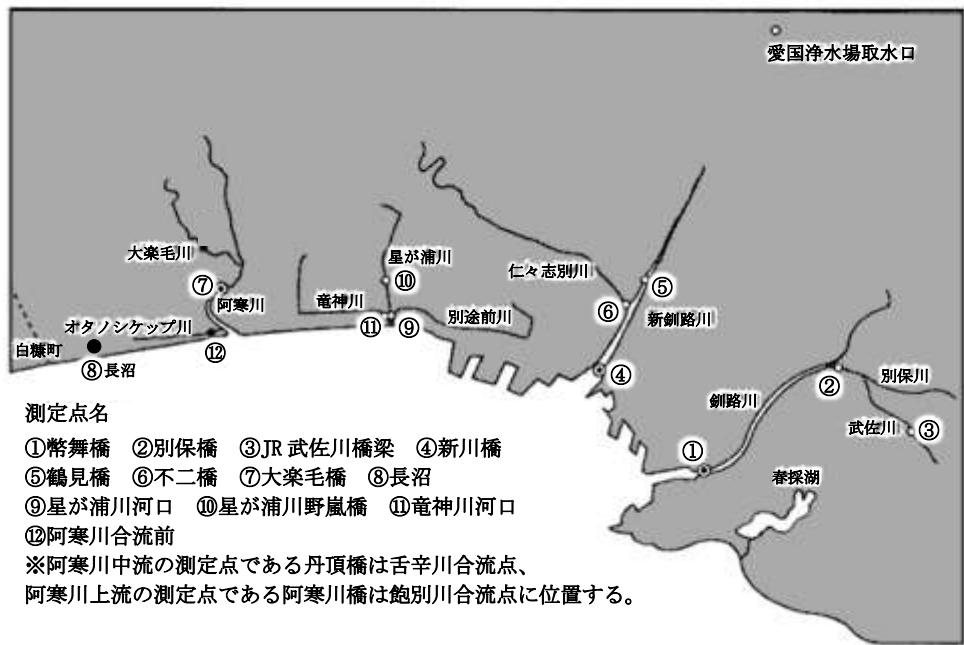 愛国浄水場取水口
大楽毛川
星が浦川
⑩
仁々志別川
⑤
⑦
阿寒川
竜神川
⑥
新釧路川
オタノシケップ川
⑪
⑨
別途前川
白糠町
⑫
⑧長沼
④
釧路川
②
別保川
武佐川
③
①
春採湖
測定点名
①幣舞橋 ②別保橋 ③JR 武佐川橋梁 ④新川橋
⑤鶴見橋 ⑥不二橋 ⑦大楽毛橋 ⑧長沼
⑨星が浦川河口 ⑩星が浦川野嵐橋 ⑪竜神川河口
⑫阿寒川合流前
※阿寒川中流の測定点である丹頂橋は舌辛川合流点、
阿寒川上流の測定点である阿寒川橋は飽別川合流点に位置する。